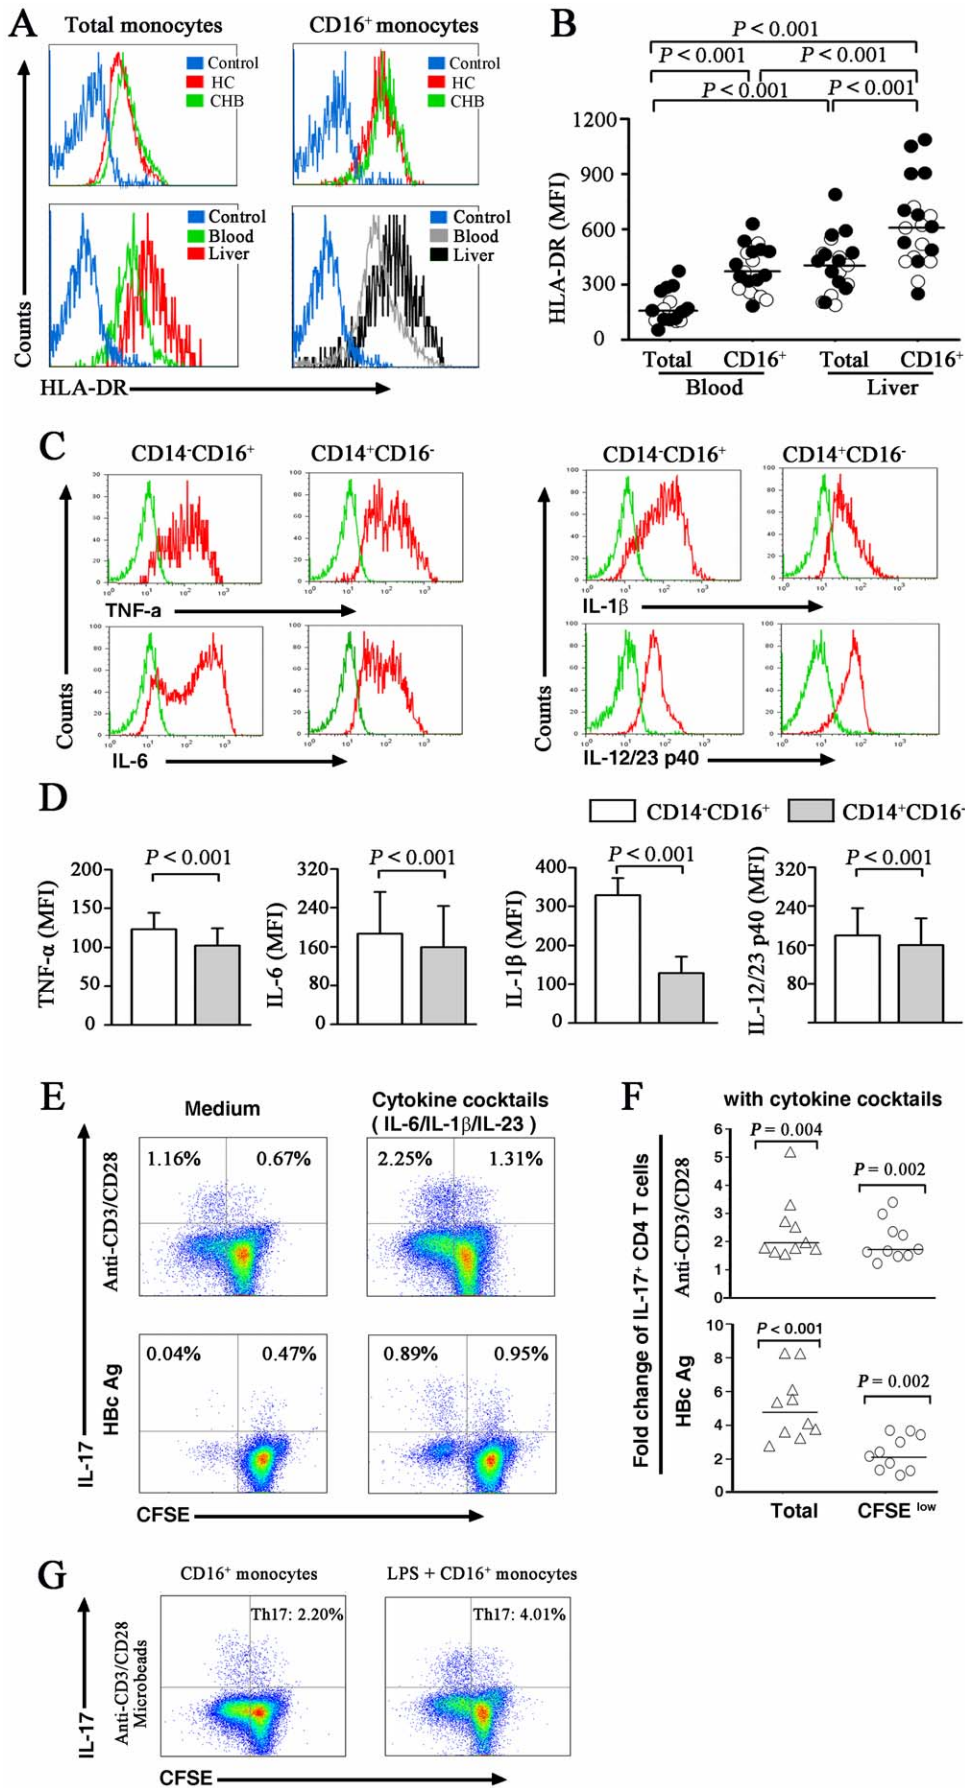 A
Total monocytes
CD16⁺ monocytes
Control
HC
CHB
Control
HC
CHB
Control
Blood
Liver
Control
Blood
Liver
Counts
HLA-DR
B
P < 0.001
P < 0.001
P < 0.001
P < 0.001
P < 0.001
HLA-DR (MFI)
1200
900
600
300
0
Total
CD16⁺
Total
CD16⁺
Blood
Liver
C
CD14⁻CD16⁺
CD14⁺CD16⁻
CD14⁻CD16⁺
CD14⁺CD16⁻
TNF-a
IL-1β
Counts
Counts
IL-6
IL-12/23 p40
D
CD14⁻CD16⁺
CD14⁺CD16⁻
P < 0.001
P < 0.001
P < 0.001
P < 0.001
TNF-α (MFI)
200
150
100
50
0
IL-6 (MFI)
320
240
160
80
0
IL-1β (MFI)
400
300
200
100
0
IL-12/23 p40 (MFI)
320
240
160
80
E
Medium
Cytokine cocktails
( IL-6/IL-1β/IL-23 )
Anti-CD3/CD28
1.16%
0.67%
2.25%
1.31%
HBc Ag
0.04%
0.47%
0.89%
0.95%
IL-17
CFSE
F
with cytokine cocktails
Fold change of IL-17⁺ CD4 T cells
Anti-CD3/CD28
P = 0.004
P = 0.002
6
5
4
3
2
1
0
HBc Ag
P < 0.001
P = 0.002
10
8
6
4
2
0
Total
CFSE ˡᵒʷ
G
CD16⁺ monocytes
LPS + CD16⁺ monocytes
Th17: 2.20%
Th17: 4.01%
IL-17
Anti-CD3/CD28
Microbeads
CFSE